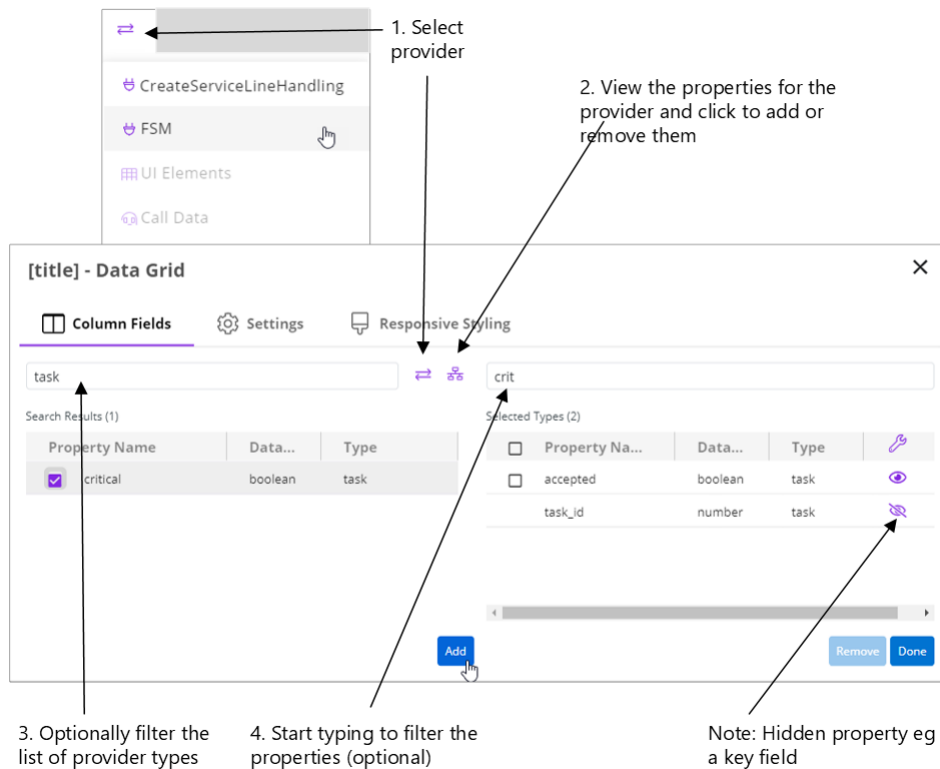 1. Select
provider
CreateServiceLineHandling
2. View the properties for the
provider and click to add or
remove them
FSM
UI Elements
Call Data
[title] - Data Grid
Column Fields
Settings
Responsive Styling
task
crit
Search Results (1)
Selected Types (2)
Property Name Data... Type
Property Na... Data... Type
critical boolean task
accepted boolean task
task_id number task
Add
Remove Done
3. Optionally filter the
list of provider types
4. Start typing to filter the
properties (optional)
Note: Hidden property eg
a key field